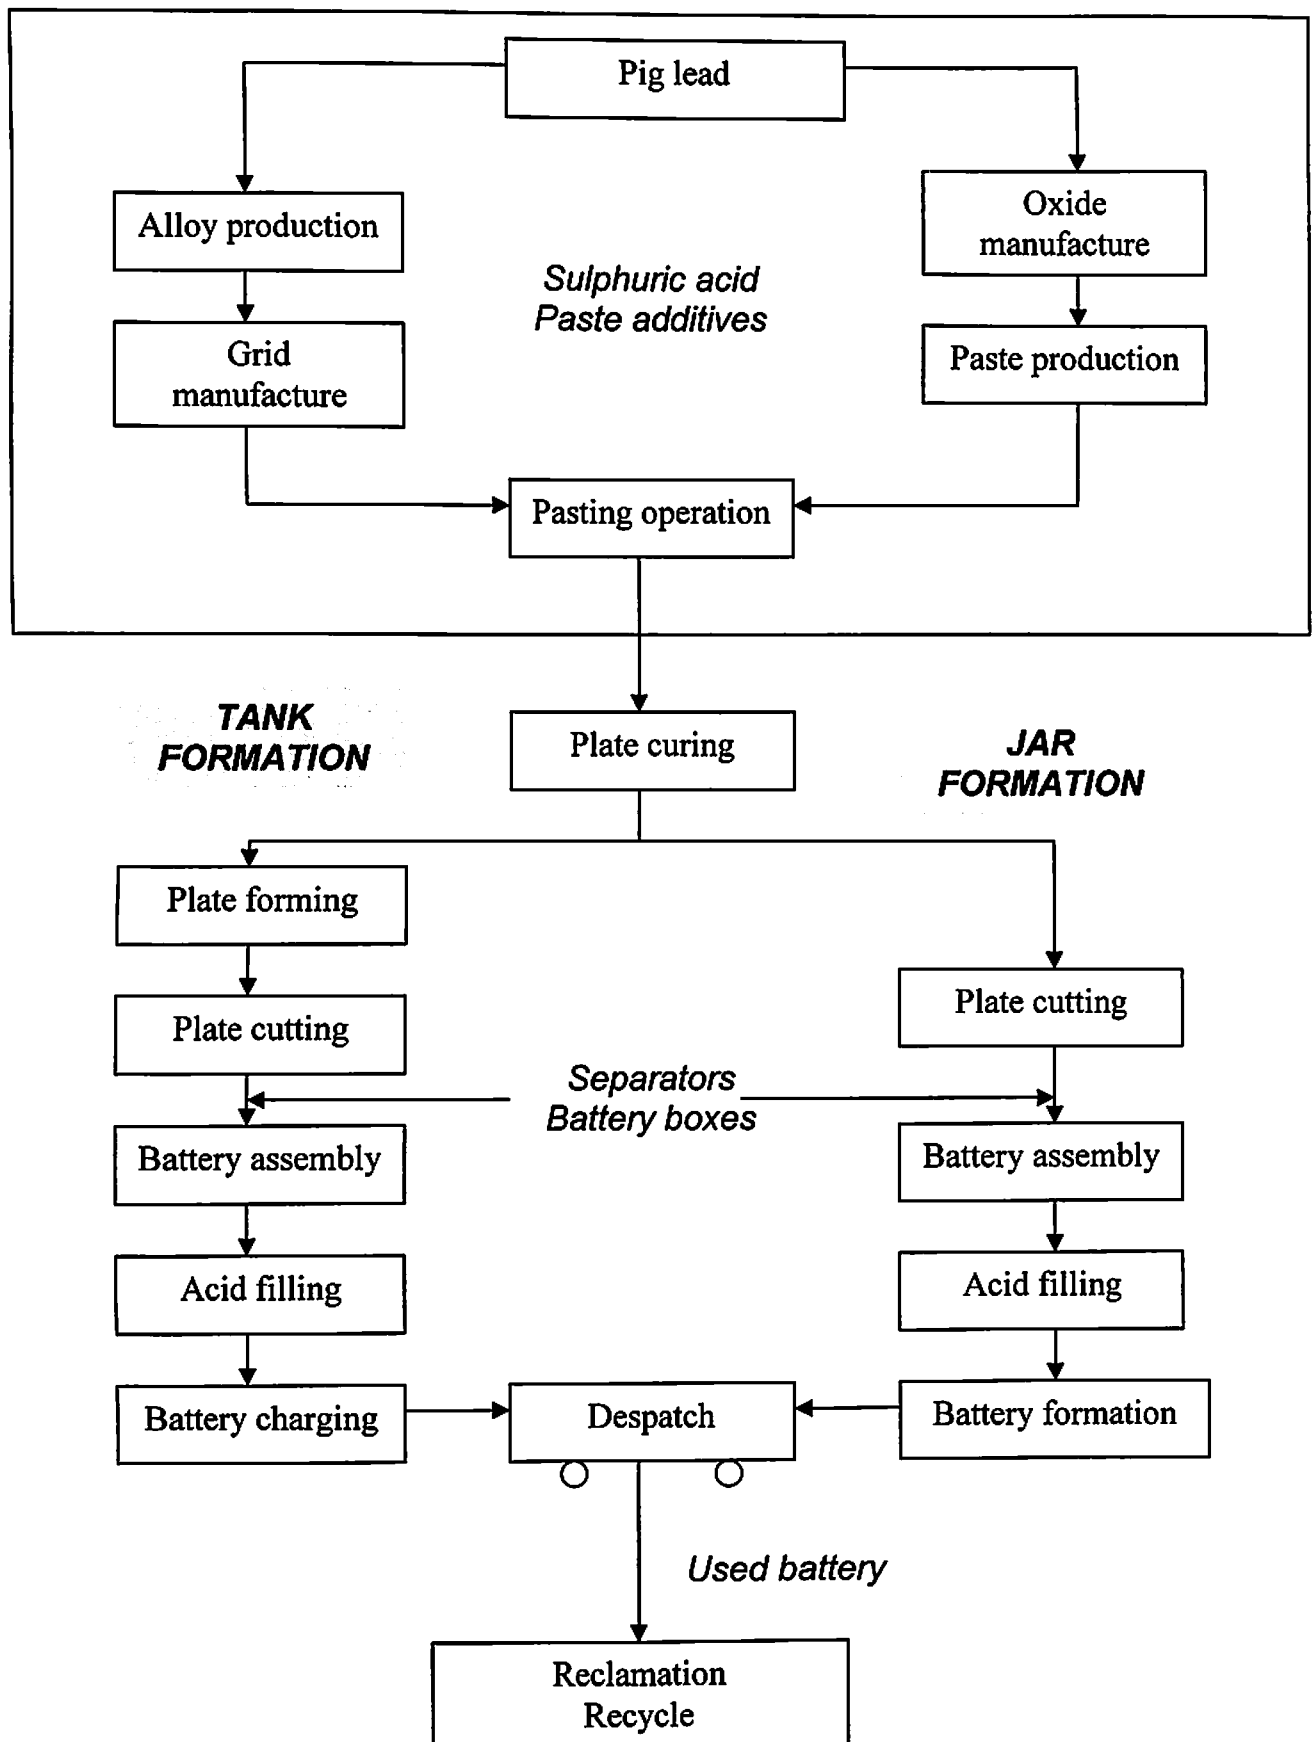 Pig lead
Alloy production
Oxide
manufacture
Sulphuric acid
Paste additives
Grid
manufacture
Paste production
Pasting operation
TANK
FORMATION
Plate curing
JAR
FORMATION
Plate forming
Plate cutting
Plate cutting
Separators
Battery boxes
Battery assembly
Battery assembly
Acid filling
Acid filling
Battery charging
Despatch
Battery formation
Used battery
Reclamation
Recycle